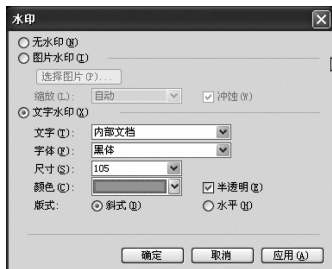 水印
无水印(N)
图片水印(I)
选择图片(P)...
缩放(L): 自动 冲蚀(W)
文字水印(X)
文字(T): 内部文档
字体(F): 黑体
尺寸(S): 105
颜色(C): 半透明(E)
版式: 斜式(D) 水平(H)
确定 取消 应用(A)